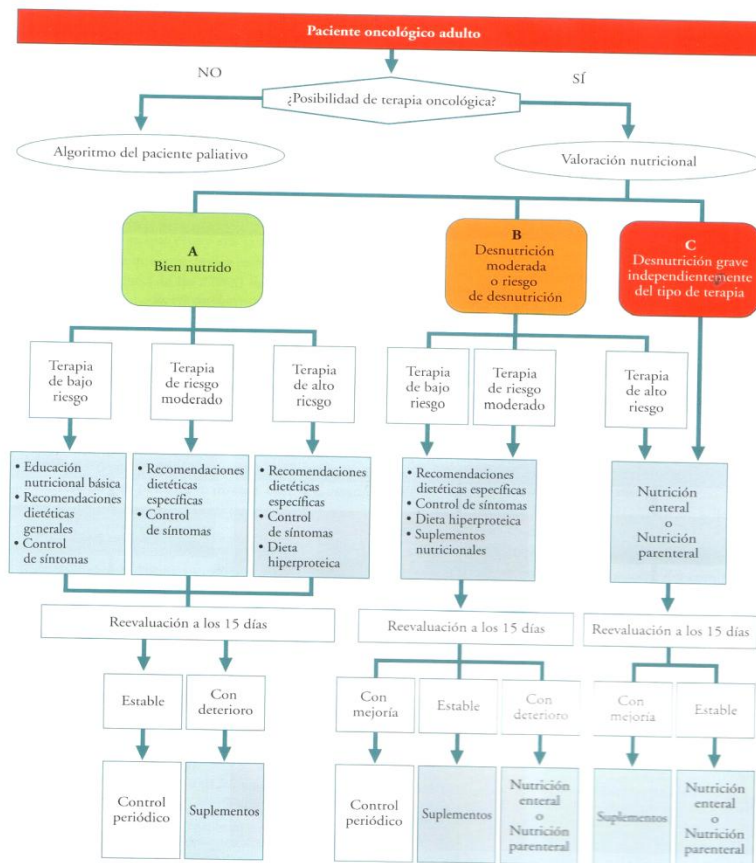 Paciente oncológico adulto
NO
SÍ
¿Posibilidad de terapia oncológica?
Algoritmo del paciente paliativo
Valoración nutricional
A
Bien nutrido
B
Desnutrición
moderada
o riesgo
de desnutrición
C
Desnutrición grave
independientemente
del tipo de terapia
Terapia
de bajo
riesgo
Terapia
de riesgo
moderado
Terapia
de alto
riesgo
Terapia
de bajo
riesgo
Terapia
de riesgo
moderado
Terapia
de alto
riesgo
• Educación
nutricional básica
• Recomendaciones
dietéticas
generales
• Control
de síntomas
• Recomendaciones
dietéticas
específicas
• Control
de síntomas
• Recomendaciones
dietéticas
específicas
• Control
de síntomas
• Dieta
hiperproteica
• Recomendaciones
dietéticas específicas
• Control de síntomas
• Dieta hiperproteica
• Suplementos
nutricionales
Nutrición
enteral
o
Nutrición
parenteral
Reevaluación a los 15 días
Reevaluación a los 15 días
Reevaluación a los 15 días
Estable
Con
deterioro
Con
mejoría
Estable
Con
deterioro
Con
mejoría
Estable
Control
periódico
Suplementos
Control
periódico
Suplementos
Nutrición
enteral
o
Nutrición
parenteral
Suplementos
Nutrición
enteral
o
Nutrición
parenteral